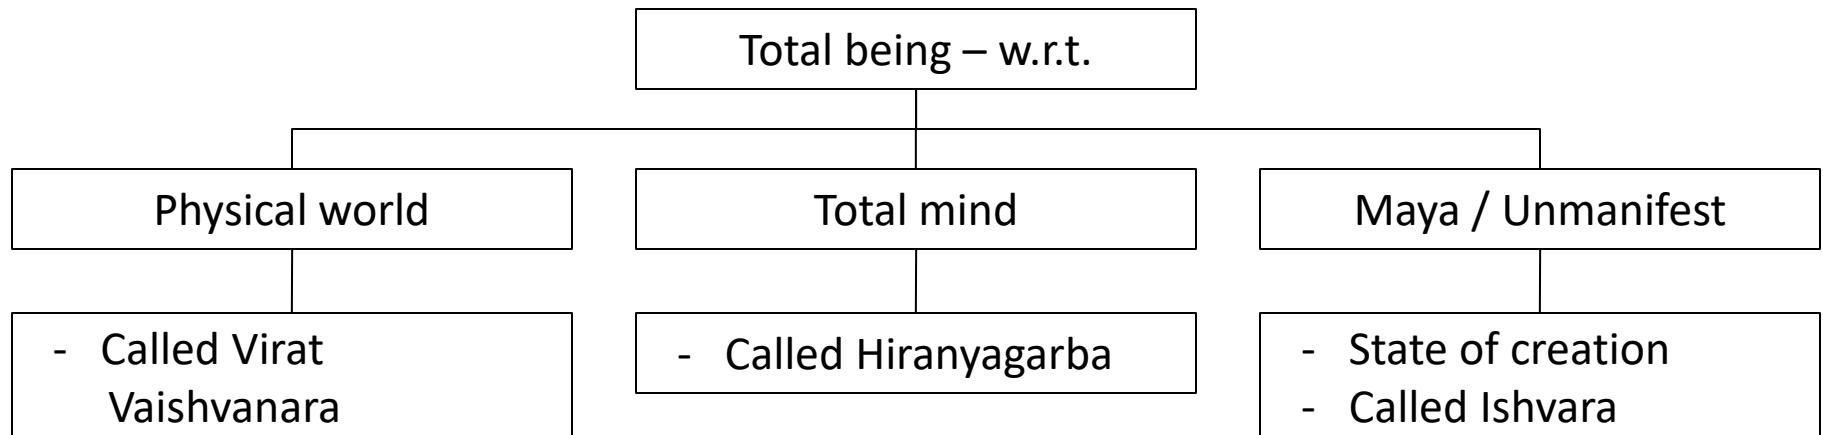 Total being – w.r.t.
Physical world
Total mind
Maya / Unmanifest
- Called Virat
Vaishvanara
- Called Hiranyagarba
- State of creation
- Called Ishvara